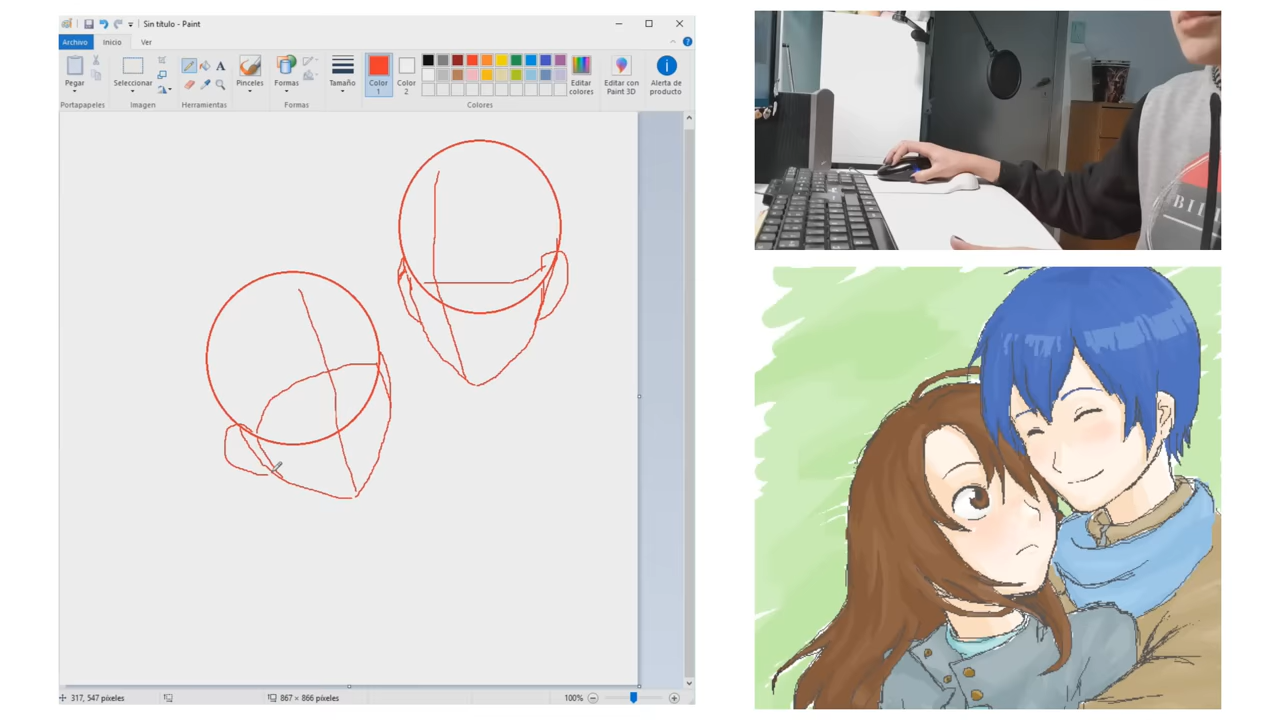 Sin título - Paint
Archivo Inicio Ver
Pegar Seleccionar Pinceles Formas Tamaño Color 1 Color 2 Editar colores Editar con Paint 3D Alerta de producto
Portapapeles Imagen Herramientas Formas Colores
317, 547 píxeles 867 × 866 píxeles 100%